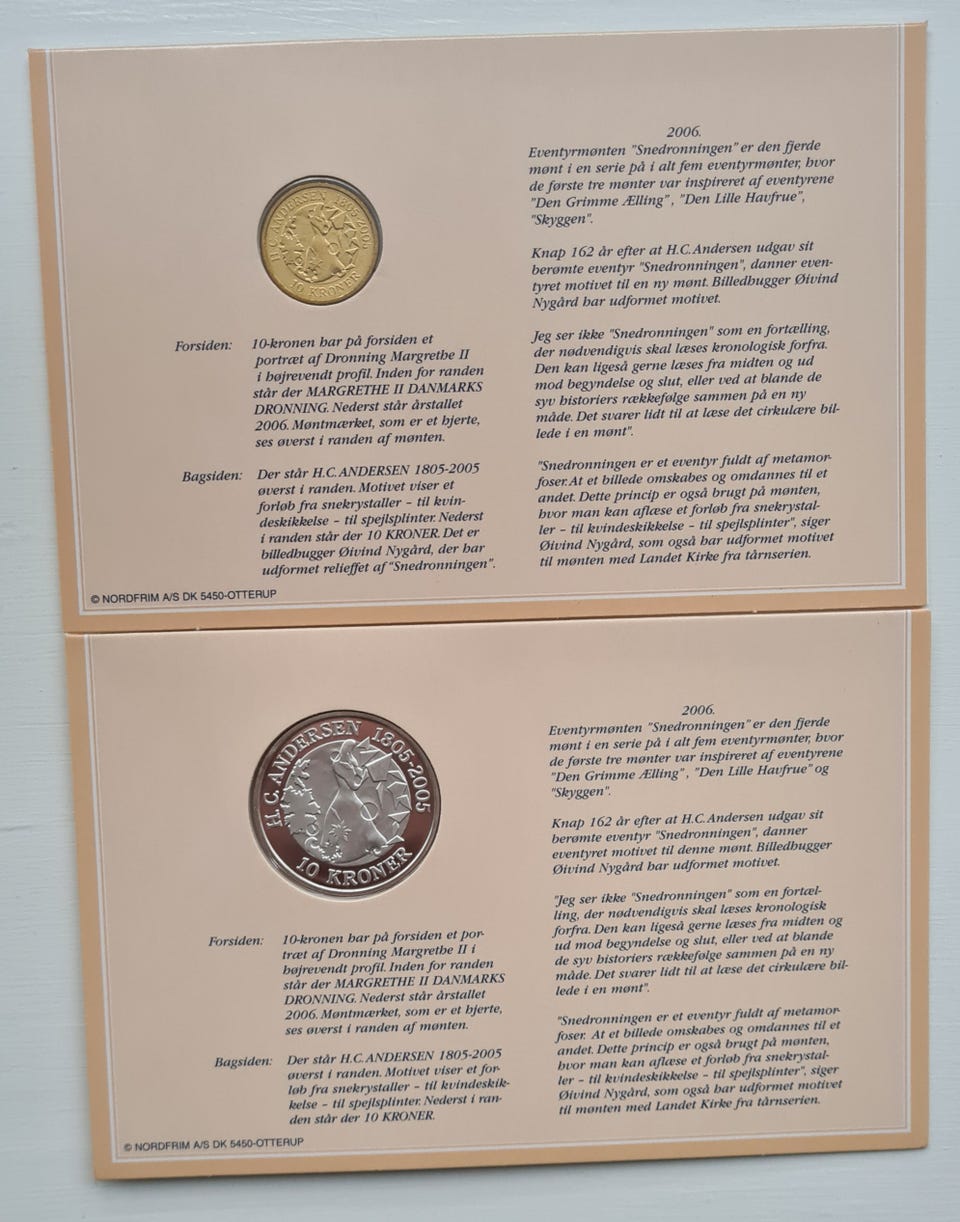 H.C. ANDERSEN 1805-2005
10 KRONER
Forsiden: 10-kronen har på forsiden et
portræt af Dronning Margrethe II
i højrevendt profil. Inden for randen
står der MARGRETHE II DANMARKS
DRONNING. Nederst står årstallet
2006. Møntmærket, som er et hjerte,
ses øverst i randen af mønten.
Bagsiden: Der står H.C. ANDERSEN 1805-2005
øverst i randen. Motivet viser et
forløb fra snekrystaller – til kvin-
deskikkelse – til spejlsplinter. Nederst
i randen står der 10 KRONER. Det er
billedhugger Øivind Nygård, der har
udformet relieffet af "Snedronningen".
© NORDFRIM A/S DK 5450-OTTERUP
2006.
Eventyrmønten "Snedronningen" er den fjerde
mønt i en serie på i alt fem eventyrmønter, hvor
de første tre mønter var inspireret af eventyrene
"Den Grimme Ælling", "Den Lille Havfrue",
"Skyggen".
Knap 162 år efter at H.C. Andersen udgav sit
berømte eventyr "Snedronningen", danner even-
tyret motivet til en ny mønt. Billedhugger Øivind
Nygård har udformet motivet.
Jeg ser ikke "Snedronningen" som en fortælling,
der nødvendigvis skal læses kronologisk forfra.
Den kan ligeså gerne læses fra midten og ud
mod begyndelse og slut, eller ved at blande de
syv historiers rækkefølge sammen på en ny
måde. Det svarer lidt til at læse det cirkulære bil-
lede i en mønt".
"Snedronningen er et eventyr fuldt af metamor-
foser. At et billede omskabes og omdannes til et
andet. Dette princip er også brugt på mønten,
hvor man kan aflæse et forløb fra snekrystal-
ler – til kvindeskikkelse – til spejlsplinter", siger
Øivind Nygård, som også har udformet motivet
til mønten med Landet Kirke fra tårnserien.
H.C. ANDERSEN 1805-2005
10 KRONER
Forsiden: 10-kronen har på forsiden et por-
træt af Dronning Margrethe II i
højrevendt profil. Inden for randen
står der MARGRETHE II DANMARKS
DRONNING. Nederst står årstallet
2006. Møntmærket, som er et hjerte,
ses øverst i randen af mønten.
Bagsiden: Der står H.C. ANDERSEN 1805-2005
øverst i randen. Motivet viser et for-
løb fra snekrystaller – til kvindeskik-
kelse – til spejlsplinter. Nederst i ran-
den står der 10 KRONER.
© NORDFRIM A/S DK 5450-OTTERUP
2006.
Eventyrmønten "Snedronningen" er den fjerde
mønt i en serie på i alt fem eventyrmønter, hvor
de første tre mønter var inspireret af eventyrene
"Den Grimme Ælling", "Den Lille Havfrue" og
"Skyggen".
Knap 162 år efter at H.C. Andersen udgav sit
berømte eventyr "Snedronningen", danner
eventyret motivet til denne mønt. Billedhugger
Øivind Nygård har udformet motivet.
"Jeg ser ikke "Snedronningen" som en fortæl-
ling, der nødvendigvis skal læses kronologisk
forfra. Den kan ligeså gerne læses fra midten og
ud mod begyndelse og slut, eller ved at blande
de syv historiers rækkefølge sammen på en ny
måde. Det svarer lidt til at læse det cirkulære bil-
lede i en mønt".
"Snedronningen er et eventyr fuldt af metamor-
foser. At et billede omskabes og omdannes til et
andet. Dette princip er også brugt på mønten,
hvor man kan aflæse et forløb fra snekrystal-
ler – til kvindeskikkelse – til spejlsplinter", siger
Øivind Nygård, som også har udformet motivet
til mønten med Landet Kirke fra tårnserien.